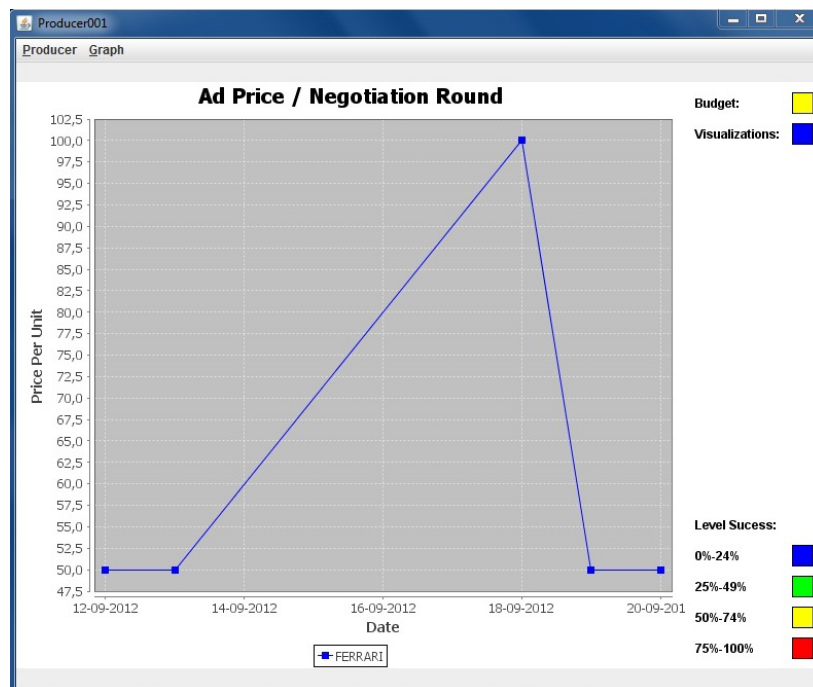 Producer001
Producer Graph
Ad Price / Negotiation Round
102,5
100,0
97,5
95,0
92,5
90,0
87,5
85,0
82,5
80,0
77,5
75,0
72,5
70,0
67,5
65,0
62,5
60,0
57,5
55,0
52,5
50,0
47,5
Price Per Unit
12-09-2012 14-09-2012 16-09-2012 18-09-2012 20-09-201
Date
FERRARI
Budget:
Visualizations:
Level Sucess:
0%-24%
25%-49%
50%-74%
75%-100%